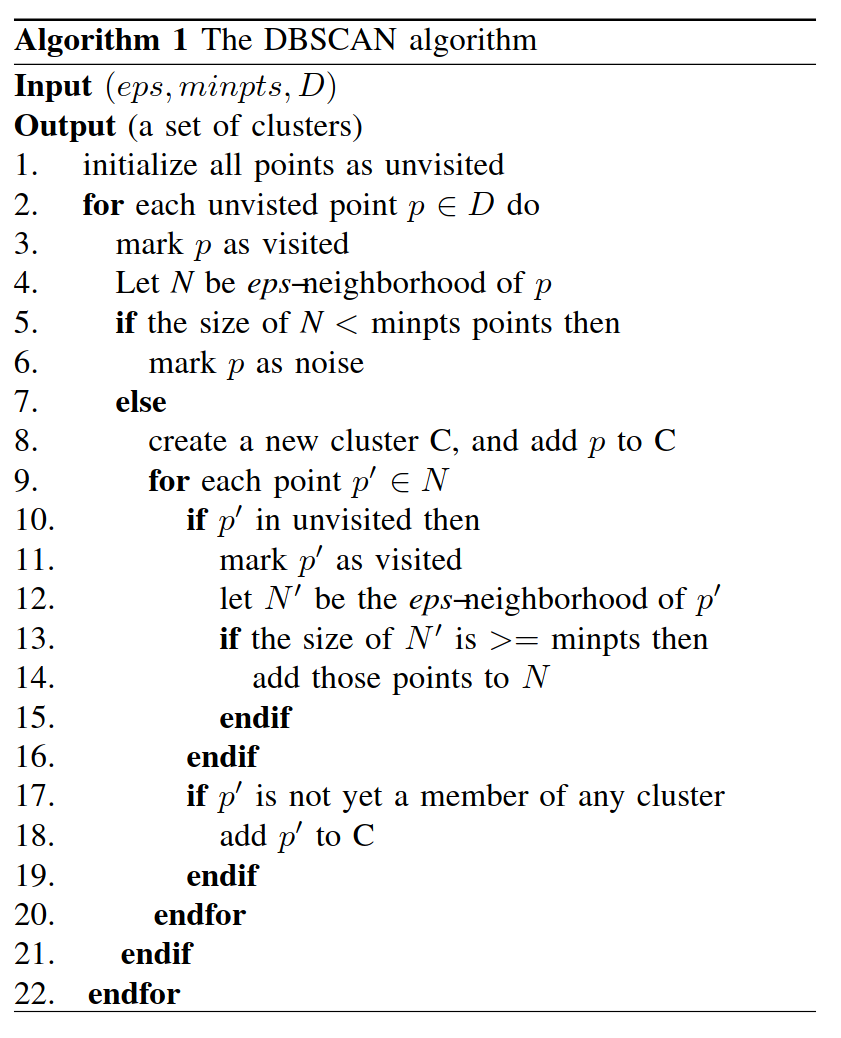 Algorithm 1 The DBSCAN algorithm
Input (eps, minpts, D)
Output (a set of clusters)
1. initialize all points as unvisited
2. for each unvisted point p ∈ D do
3. mark p as visited
4. Let N be eps–neighborhood of p
5. if the size of N < minpts points then
6. mark p as noise
7. else
8. create a new cluster C, and add p to C
9. for each point p′ ∈ N
10. if p′ in unvisited then
11. mark p′ as visited
12. let N′ be the eps–neighborhood of p′
13. if the size of N′ is >= minpts then
14. add those points to N
15. endif
16. endif
17. if p′ is not yet a member of any cluster
18. add p′ to C
19. endif
20. endfor
21. endif
22. endfor